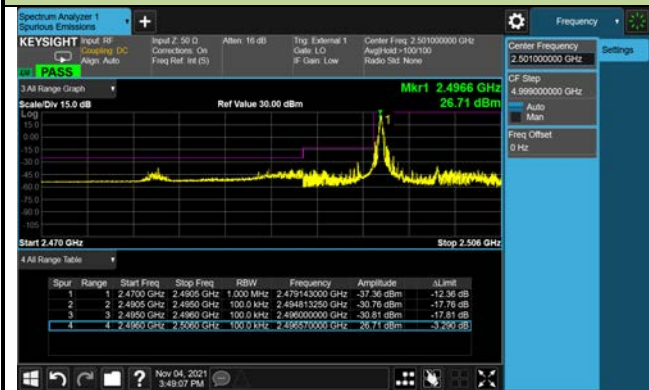 Spectrum Analyzer 1
Spurious Emissions
Frequency
KEYSIGHT Input: RF Input Z: 50 Ω Atten: 16 dB Trig: External 1 Center Freq: 2.501000000 GHz
Coupling: DC Corrections: On Gate: LO Avg|Hold:>100/100
Align: Auto Freq Ref: Int (S) IF Gain: Low Radio Std: None
PASS
Center Frequency
2.501000000 GHz
Settings
CF Step
4.999000000 GHz
Auto
Man
Freq Offset
0 Hz
3 All Range Graph
Mkr1 2.4966 GHz
Scale/Div 15.0 dB Ref Value 30.00 dBm 26.71 dBm
Log
15.0
0.00
-15.0
-30.0
-45.0
-60.0
-75.0
-90.0
-105
1
Start 2.470 GHz Stop 2.506 GHz
4 All Range Table
Spur Range Start Freq Stop Freq RBW Frequency Amplitude ΔLimit
1 1 2.4700 GHz 2.4905 GHz 1.000 MHz 2.479143000 GHz -37.36 dBm -12.36 dB
2 2 2.4905 GHz 2.4950 GHz 100.0 kHz 2.494813250 GHz -30.76 dBm -17.76 dB
3 3 2.4950 GHz 2.4960 GHz 100.0 kHz 2.496000000 GHz -30.81 dBm -17.81 dB
4 4 2.4960 GHz 2.5060 GHz 100.0 kHz 2.496570000 GHz 26.71 dBm -3.290 dB
Nov 04, 2021
3:49:07 PM